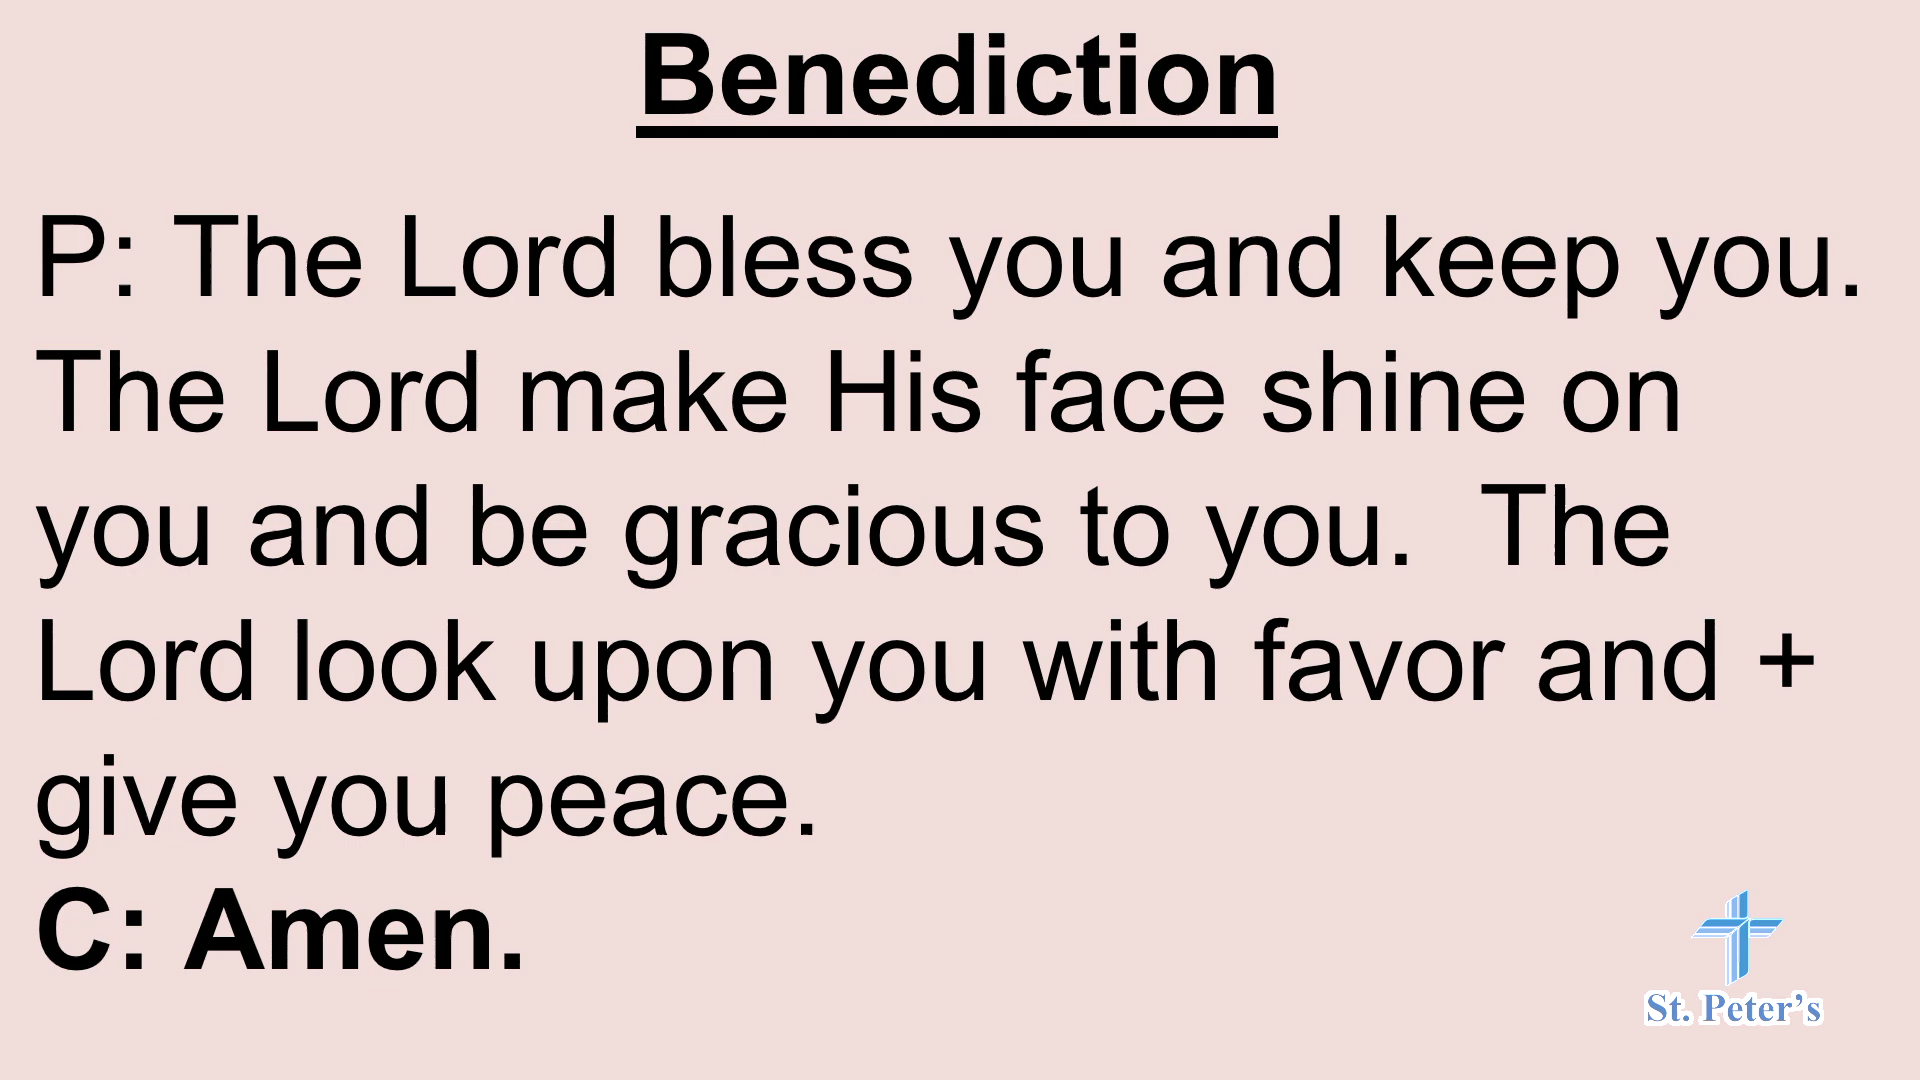 Benediction
P: The Lord bless you and keep you.
The Lord make His face shine on
you and be gracious to you.  The
Lord look upon you with favor and +
give you peace.
C: Amen.
St. Peter’s